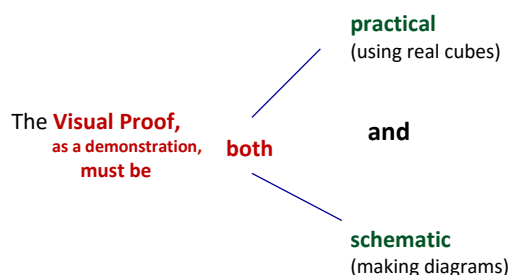 practical
(using real cubes)
The Visual Proof,
as a demonstration,
must be
both
and
schematic
(making diagrams)